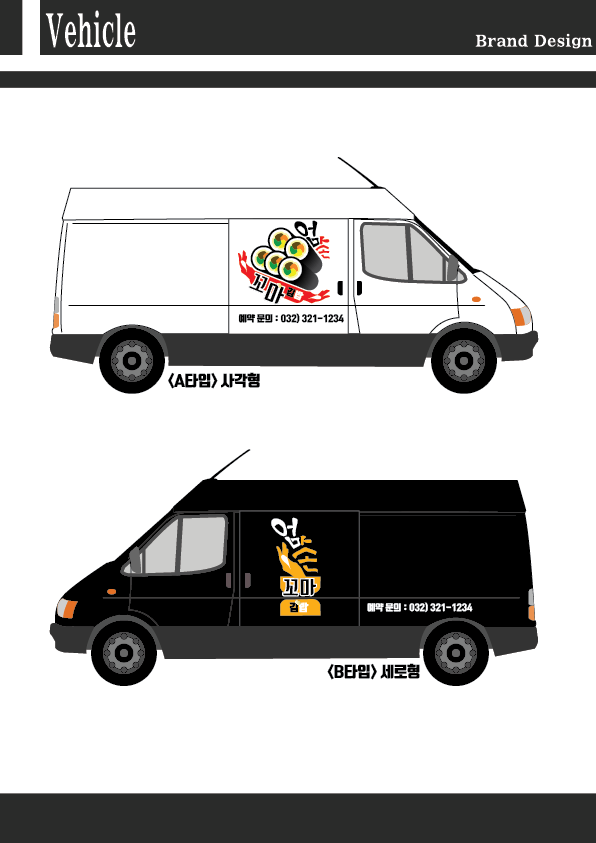 Vehicle
Brand Design
엄마손
꼬마
김밥
예약 문의 : 032) 321-1234
<A타입> 사각형
엄마손
꼬마
김밥
예약 문의 : 032) 321-1234
<B타입> 세로형